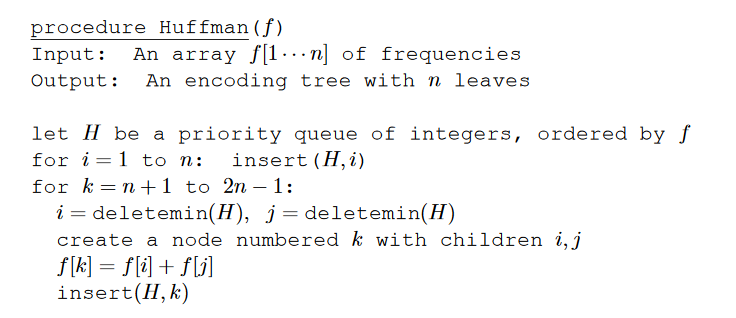 procedure Huffman(f)
Input: An array f[1···n] of frequencies
Output: An encoding tree with n leaves
let H be a priority queue of integers, ordered by f
for i = 1 to n: insert(H, i)
for k = n + 1 to 2n − 1:
i = deletemin(H), j = deletemin(H)
create a node numbered k with children i, j
f[k] = f[i] + f[j]
insert(H, k)